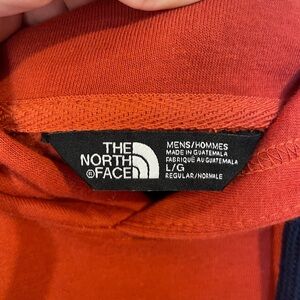 THE
NORTH
®FACE
MENS/HOMMES
MADE IN GUATEMALA
FABRIQUÉ AU GUATEMALA
L/G
REGULAR/NORMALE